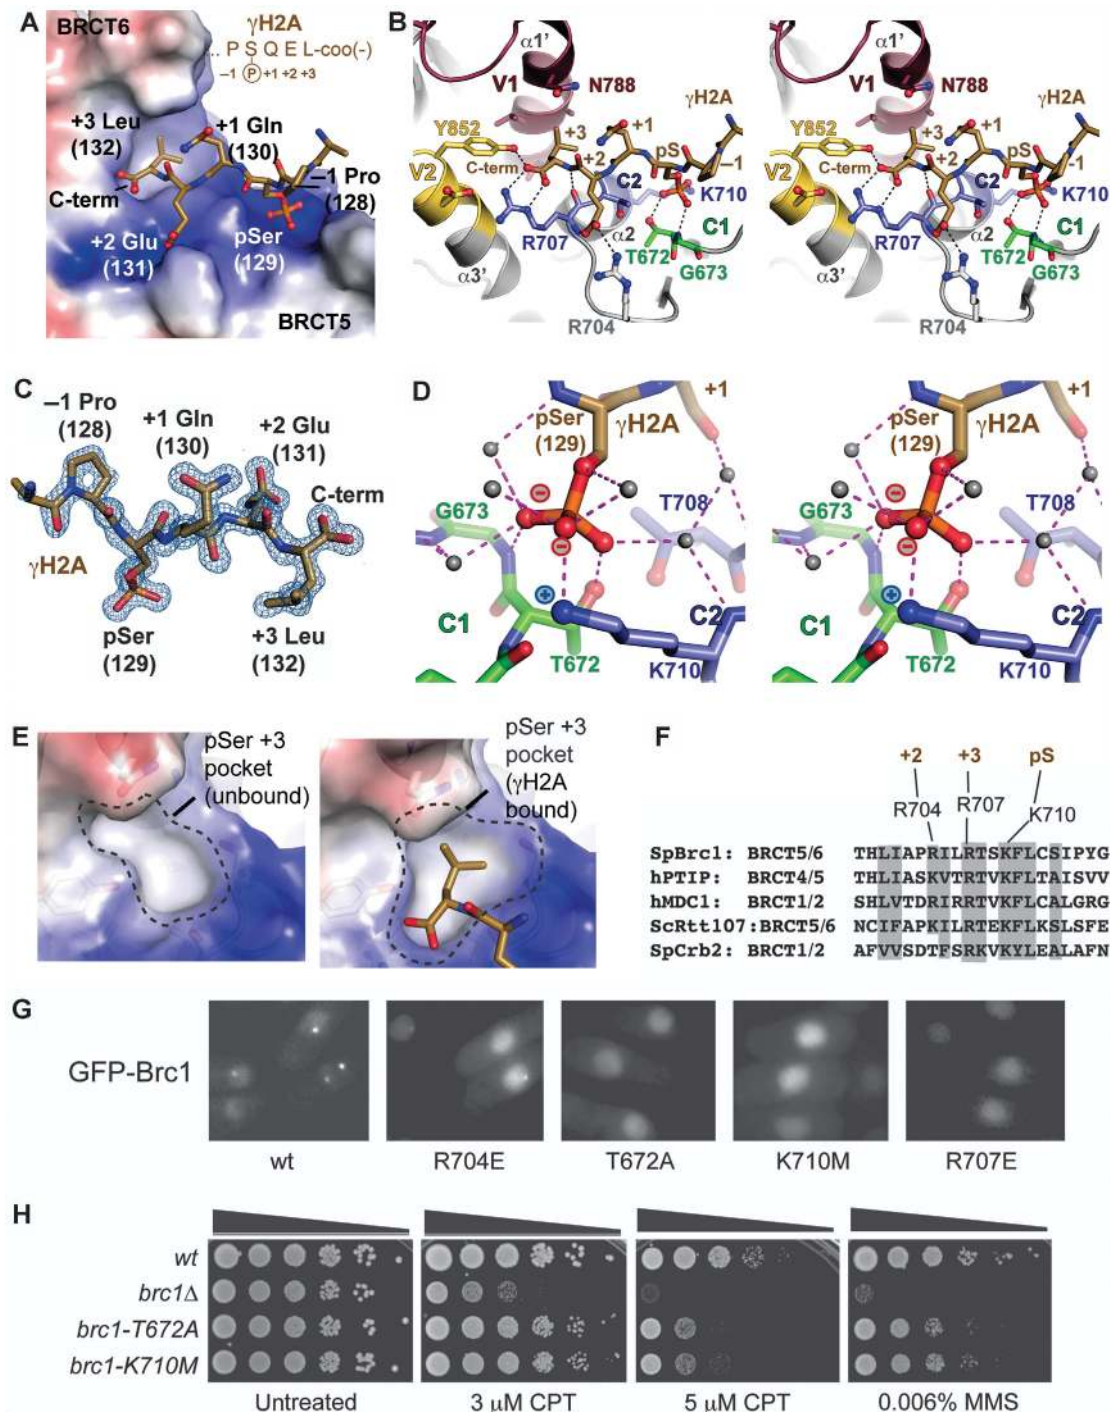 A
BRCT6
γH2A
... P S Q E L-coo(-)
−1 P +1 +2 +3
+3 Leu
(132)
+1 Gln
(130)
C-term
−1 Pro
(128)
+2 Glu
(131)
pSer
(129)
BRCT5
B
α1'
V1
N788
γH2A
Y852
+3
+1
pS
−1
V2
C-term
+2
C2
K710
R707
α2
C1
T672
G673
α3'
R704
α1'
V1
N788
γH2A
Y852
+3
+1
pS
−1
V2
C-term
+2
C2
K710
R707
α2
C1
T672
G673
α3'
R704
C
−1 Pro
(128)
+1 Gln
(130)
+2 Glu
(131)
C-term
γH2A
pSer
(129)
+3 Leu
(132)
D
+1
pSer
(129)
γH2A
G673
T708
C1
C2
T672
K710
+1
pSer
(129)
γH2A
G673
T708
C1
C2
T672
K710
E
pSer +3
pocket
(unbound)
pSer +3
pocket
(γH2A
bound)
F
+2 +3 pS
R704 R707 K710
SpBrc1: BRCT5/6 THLIAPRILRTSKFLCSIPYG
hPTIP: BRCT4/5 THLIASKVTRTVKFLTAISVV
hMDC1: BRCT1/2 SHLVTDRIRRTVKFLCALGRG
ScRtt107:BRCT5/6 NCIFAPKILRTEKFLKSLSFE
SpCrb2: BRCT1/2 AFVVSDTFSRKVKYLEALAFN
G
GFP-Brc1
wt R704E T672A K710M R707E
H
wt
brc1Δ
brc1-T672A
brc1-K710M
Untreated 3 μM CPT 5 μM CPT 0.006% MMS